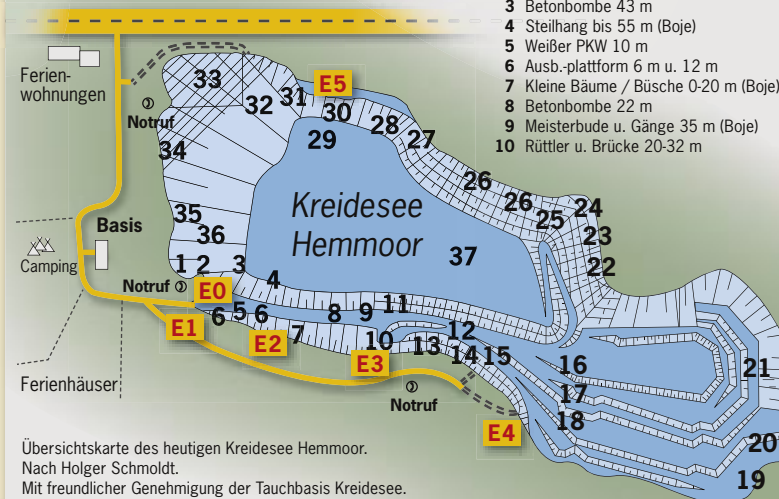 3 Betonbombe 43 m
4 Steilhang bis 55 m (Boje)
5 Weißer PKW 10 m
6 Ausb.-plattform 6 m u. 12 m
7 Kleine Bäume / Büsche 0-20 m (Boje)
8 Betonbombe 22 m
9 Meisterbude u. Gänge 35 m (Boje)
10 Rüttler u. Brücke 20-32 m
Ferien-
wohnungen
Notruf
33
32
31
E5
30
29
28
27
34
26
26
25
24
23
22
35
36
Kreidesee
Hemmoor
37
Basis
Camping
1 2 3
4
Notruf
E0
E1
6
5
6
E2
7
8
9
11
10
E3
12
13
14
15
16
17
18
21
20
19
E4
Notruf
Ferienhäuser
Übersichtskarte des heutigen Kreidesee Hemmoor.
Nach Holger Schmoldt.
Mit freundlicher Genehmigung der Tauchbasis Kreidesee.